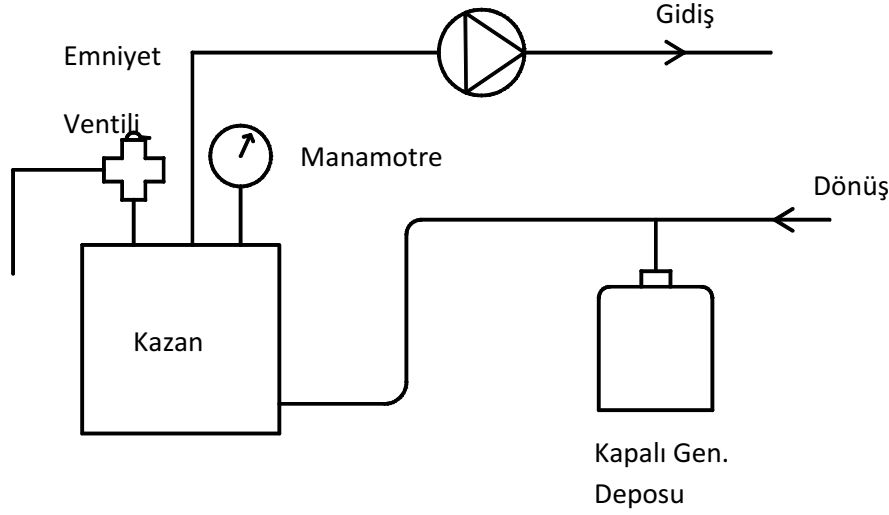 Gidiş
Emniyet
Ventili
Manamotre
Dönüş
Kazan
Kapalı Gen.
Deposu